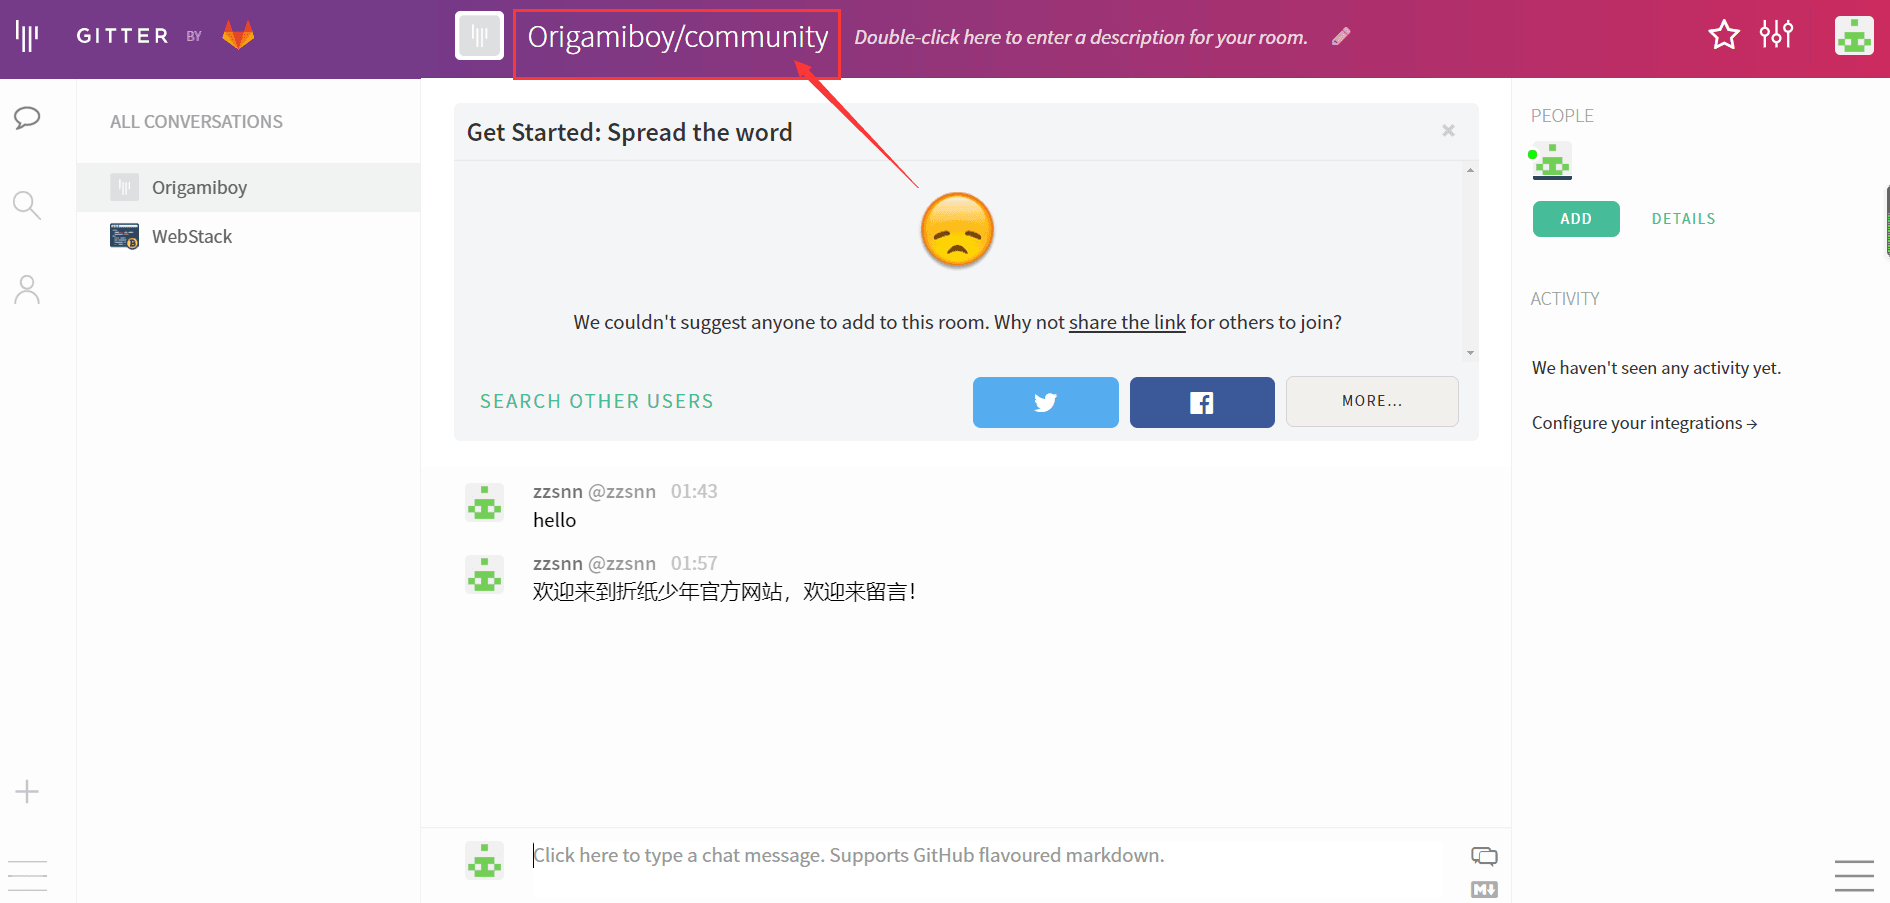 GITTER BY
Origamiboy/community
Double-click here to enter a description for your room.
ALL CONVERSATIONS
Origamiboy
WebStack
Get Started: Spread the word
×
We couldn't suggest anyone to add to this room. Why not share the link for others to join?
SEARCH OTHER USERS
MORE...
zzsnn @zzsnn 01:43
hello
zzsnn @zzsnn 01:57
欢迎来到折纸少年官方网站，欢迎来留言！
Click here to type a chat message. Supports GitHub flavoured markdown.
M
PEOPLE
ADD DETAILS
ACTIVITY
We haven't seen any activity yet.
Configure your integrations →